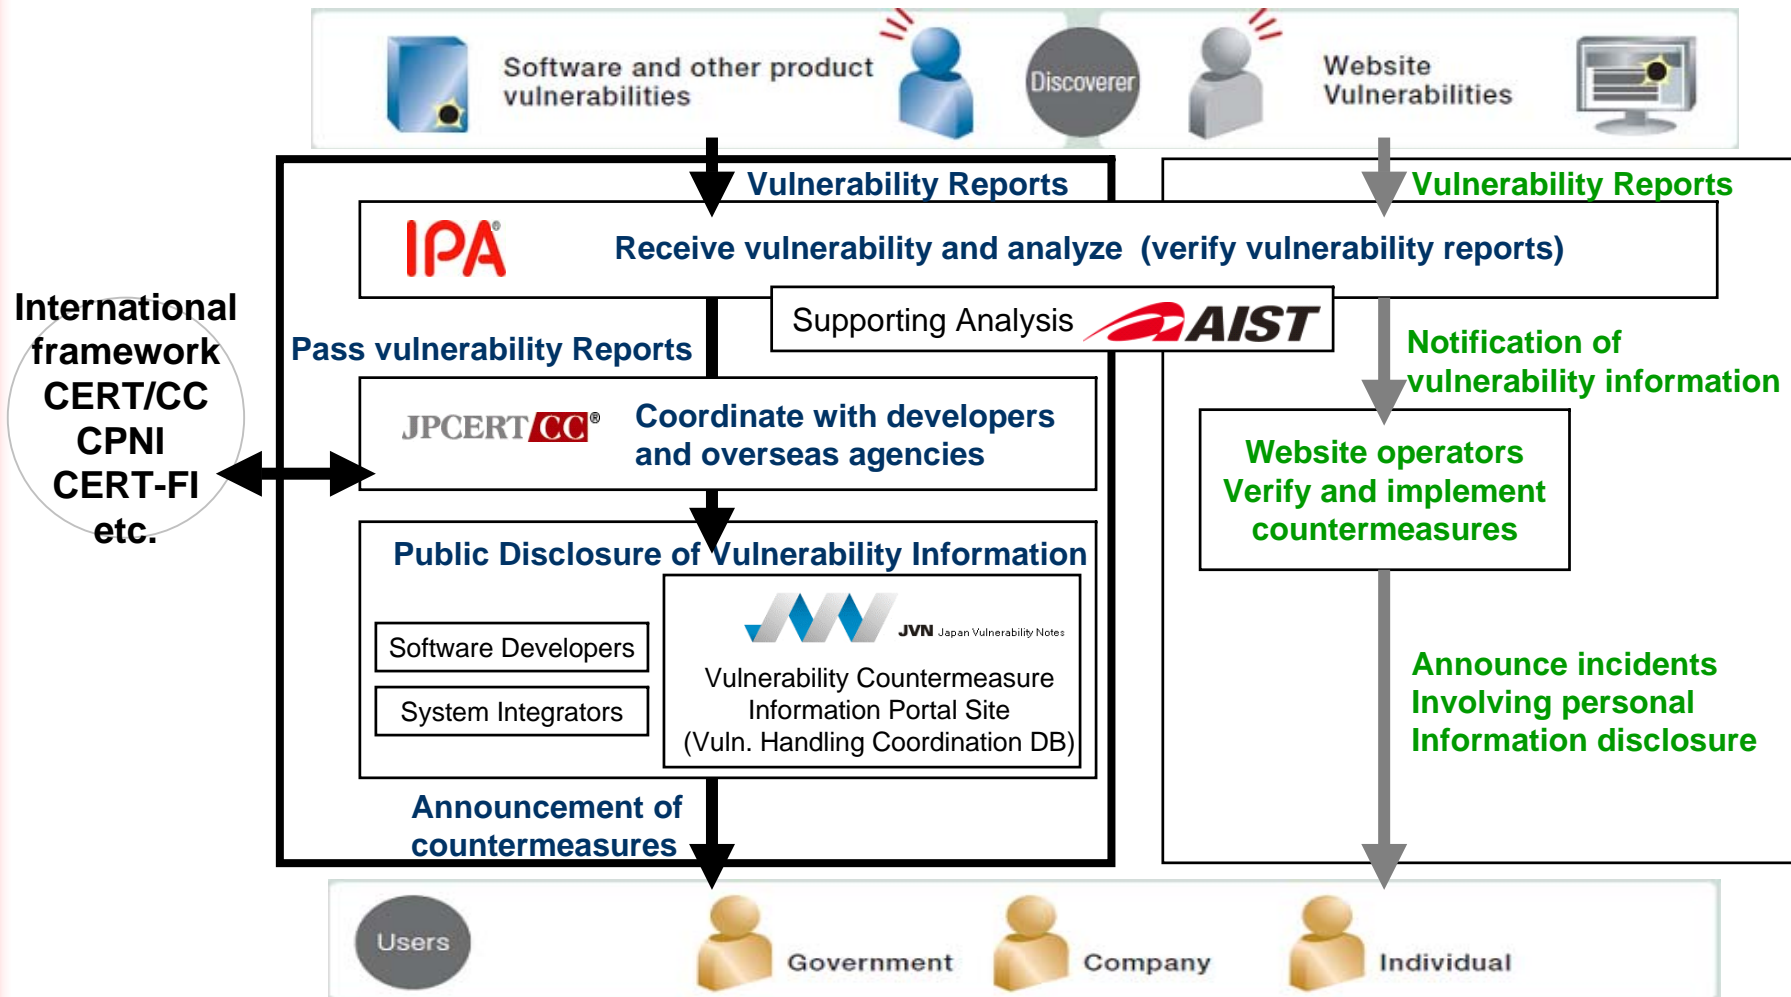 Software and other product
vulnerabilities
Discoverer
Website
Vulnerabilities
Vulnerability Reports
Vulnerability Reports
IPA®
Receive vulnerability and analyze (verify vulnerability reports)
Supporting Analysis
AIST
International
framework
CERT/CC
CPNI
CERT-FI
etc.
Pass vulnerability Reports
Notification of
vulnerability information
JPCERT CC®
Coordinate with developers
and overseas agencies
Website operators
Verify and implement
countermeasures
Public Disclosure of Vulnerability Information
Software Developers
System Integrators
JVN Japan Vulnerability Notes
Vulnerability Countermeasure
Information Portal Site
(Vuln. Handling Coordination DB)
Announce incidents
Involving personal
Information disclosure
Announcement of
countermeasures
Users
Government
Company
Individual